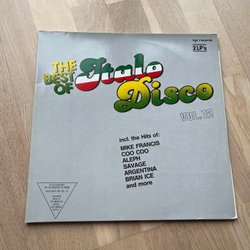 2 LP's
THE
BEST
OF
Italo
Disco
VOL. 12
incl. the Hits of:
MIKE FRANCIS
COO COO
ALEPH
SAVAGE
ARGENTINA
BRIAN ICE
and more